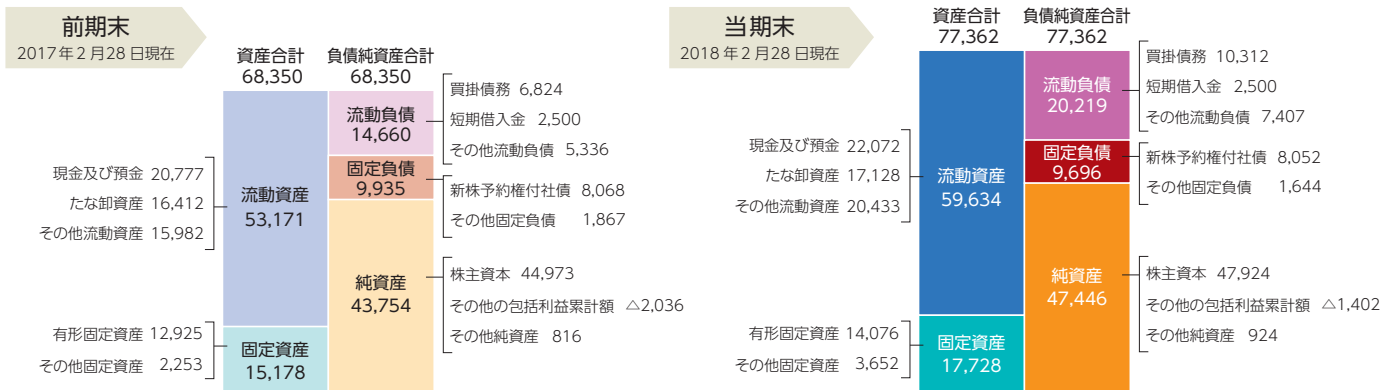 前期末
2017年2月28日現在
資産合計
68,350
負債純資産合計
68,350
現金及び預金 20,777
たな卸資産 16,412
その他流動資産 15,982
流動資産
53,171
有形固定資産 12,925
その他固定資産 2,253
固定資産
15,178
流動負債
14,660
買掛債務 6,824
短期借入金 2,500
その他流動負債 5,336
固定負債
9,935
新株予約権付社債 8,068
その他固定負債 1,867
純資産
43,754
株主資本 44,973
その他の包括利益累計額 △2,036
その他純資産 816
当期末
2018年2月28日現在
資産合計
77,362
負債純資産合計
77,362
現金及び預金 22,072
たな卸資産 17,128
その他流動資産 20,433
流動資産
59,634
有形固定資産 14,076
その他固定資産 3,652
固定資産
17,728
流動負債
20,219
買掛債務 10,312
短期借入金 2,500
その他流動負債 7,407
固定負債
9,696
新株予約権付社債 8,052
その他固定負債 1,644
純資産
47,446
株主資本 47,924
その他の包括利益累計額 △1,402
その他純資産 924